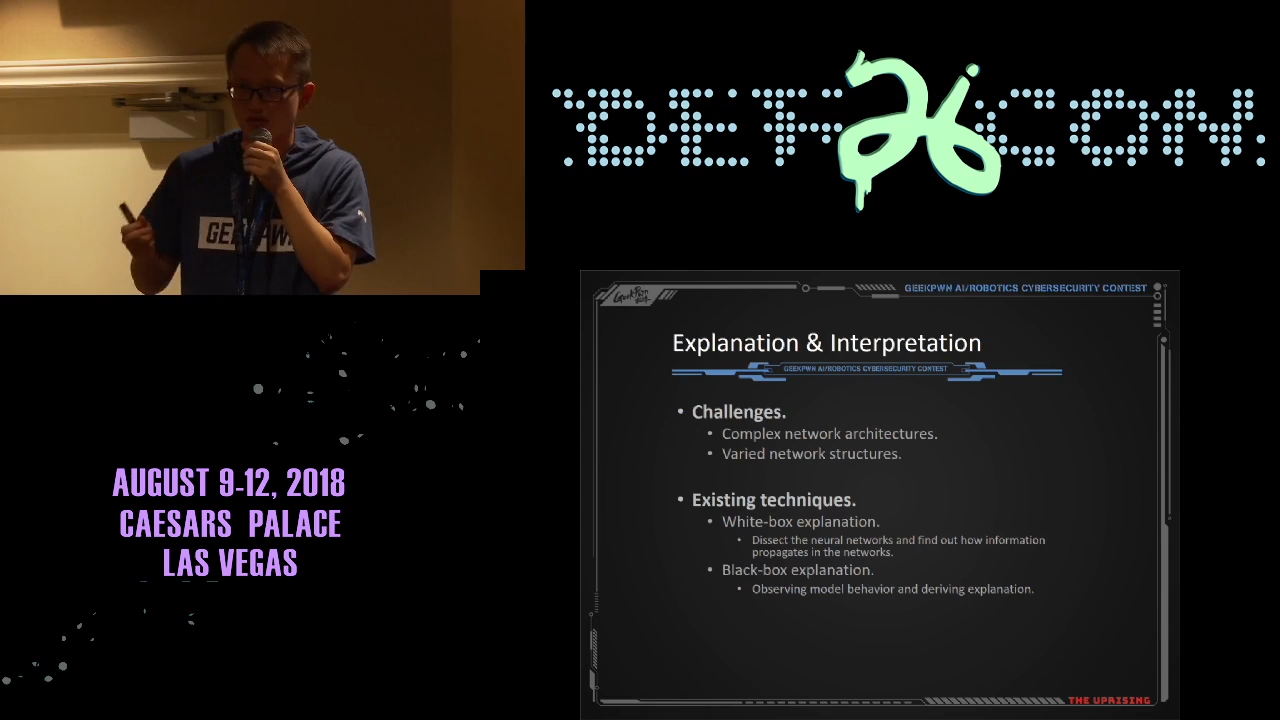 DEF 26 CON
GEEKPWN
GeekPwn
GEEKPWN AI/ROBOTICS CYBERSECURITY CONTEST
Explanation & Interpretation
GEEKPWN AI/ROBOTICS CYBERSECURITY CONTEST
• Challenges.
• Complex network architectures.
• Varied network structures.
• Existing techniques.
• White-box explanation.
• Dissect the neural networks and find out how information
propagates in the networks.
• Black-box explanation.
• Observing model behavior and deriving explanation.
THE UPRISING
AUGUST 9-12, 2018
CAESARS PALACE
LAS VEGAS